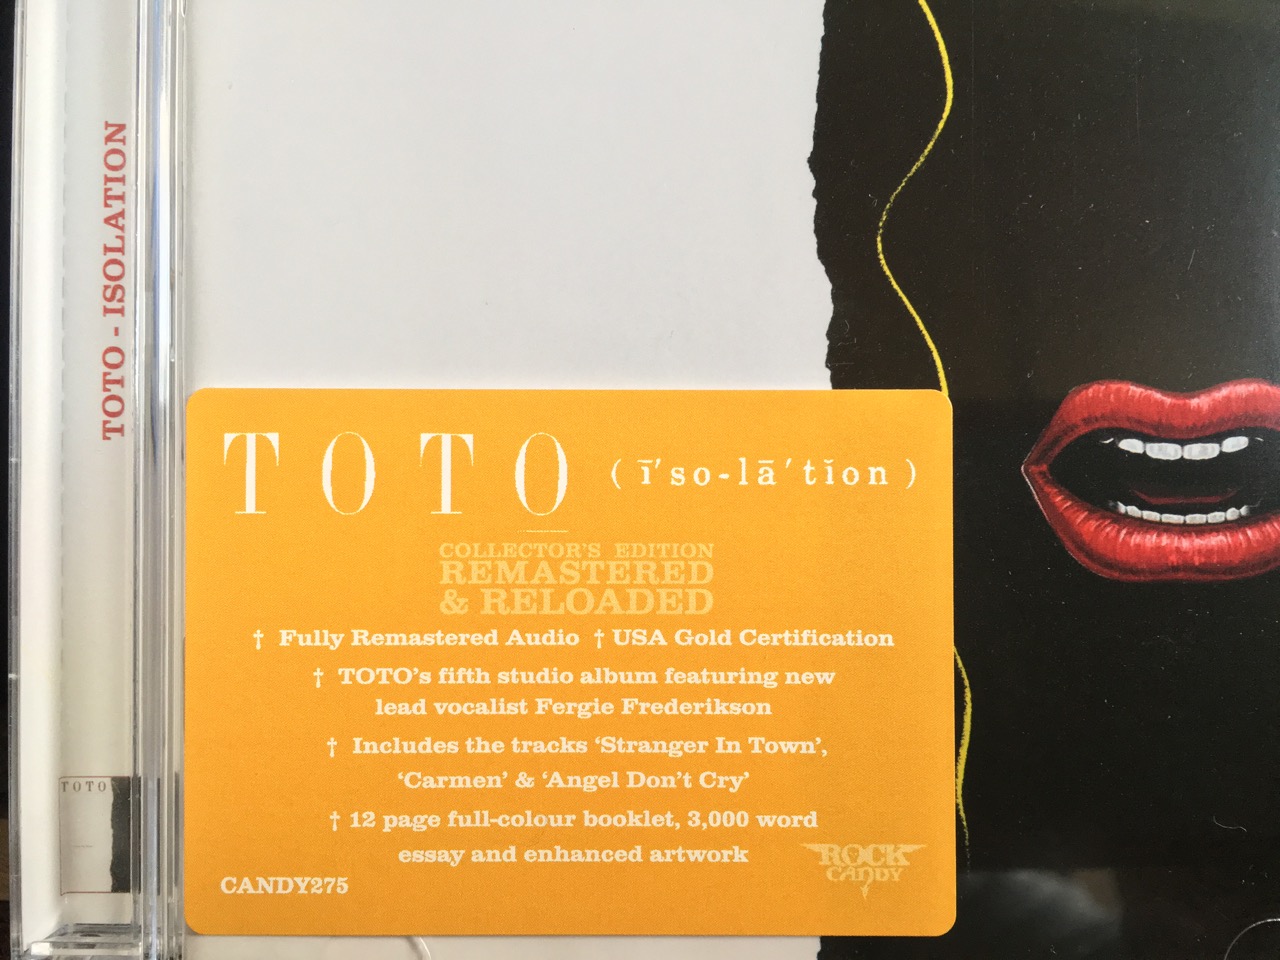 TOTO - ISOLATION
TOTO (ī′so-lā′tion)
COLLECTOR'S EDITION
REMASTERED
& RELOADED
† Fully Remastered Audio † USA Gold Certification
† TOTO's fifth studio album featuring new
lead vocalist Fergie Frederikson
† Includes the tracks ‘Stranger In Town’,
‘Carmen’ & ‘Angel Don’t Cry’
† 12 page full-colour booklet, 3,000 word
essay and enhanced artwork
ROCK
CANDY
CANDY275
TOTO